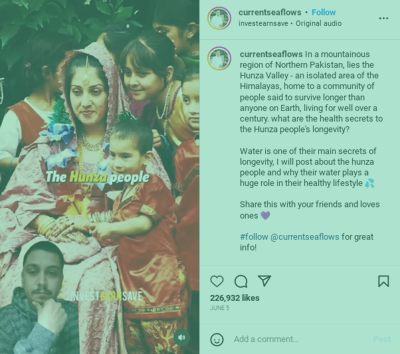 currentseaflows • Follow
investearnsave • Original audio
currentseaflows In a mountainous
region of Northern Pakistan, lies the
Hunza Valley - an isolated area of the
Himalayas, home to a community of
people said to survive longer than
anyone on Earth, living for well over a
century. what are the health secrets to
the Hunza people's longevity?
Water is one of their main secrets of
longevity, I will post about the hunza
people and why their water plays a
huge role in their healthy lifestyle 💦
Share this with your friends and loves
ones 💜
#follow @currentseaflows for great
info!
The Hunza people
INVESTEARNSAVE
226,932 likes
JUNE 5
Add a comment...
Post